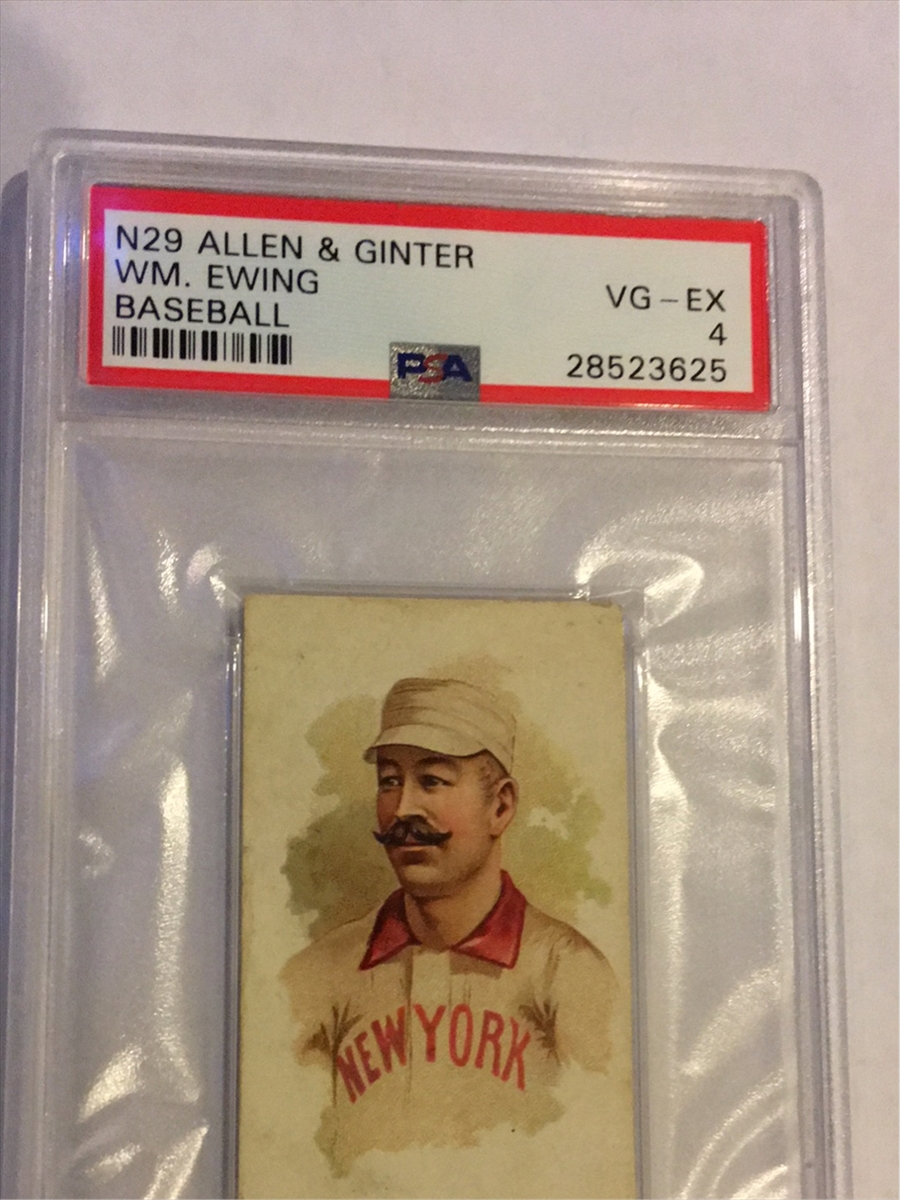 N29 ALLEN & GINTER
WM. EWING
BASEBALL
VG-EX
4
PSA
28523625
NEW YORK